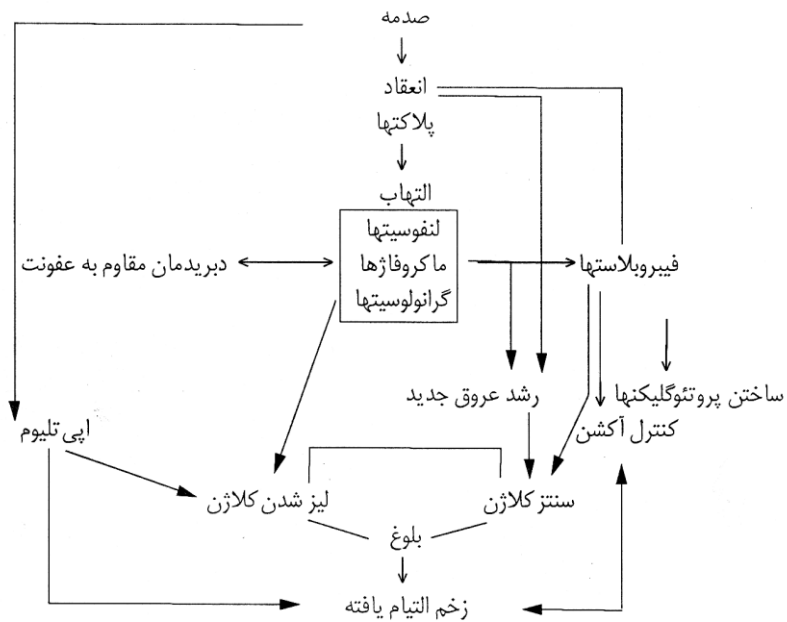 صدمه
انعقاد
پلاکتها
التهاب
لنفوسیتها
ماکروفاژها
گرانولوسیتها
فیبروبلاستها
دبریدمان مقاوم به عفونت
رشد عروق جدید
ساختن پروتئوگلیکنها
کنترل آکشن
اپی تلیوم
سنتز کلاژن
لیز شدن کلاژن
بلوغ
زخم التیام یافته